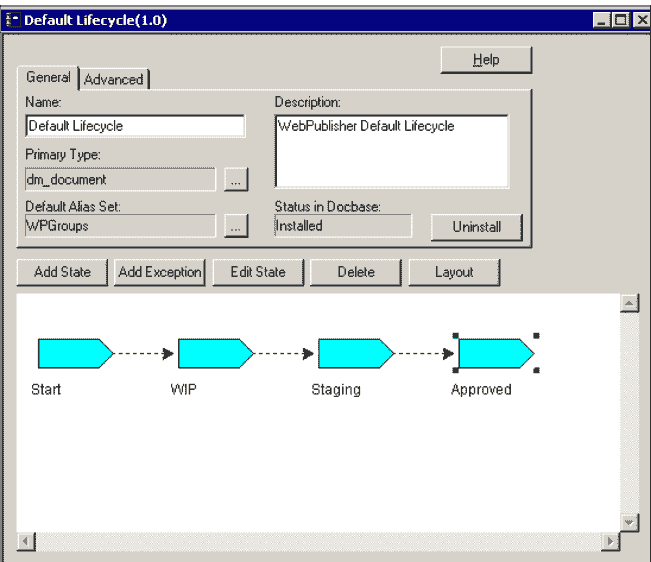 Default Lifecycle(1.0)
Help
General Advanced
Name: Description:
Default Lifecycle WebPublisher Default Lifecycle
Primary Type:
dm_document ...
Default Alias Set: Status in Docbase:
WPGroups ... Installed Uninstall
Add State Add Exception Edit State Delete Layout
Start WIP Staging Approved